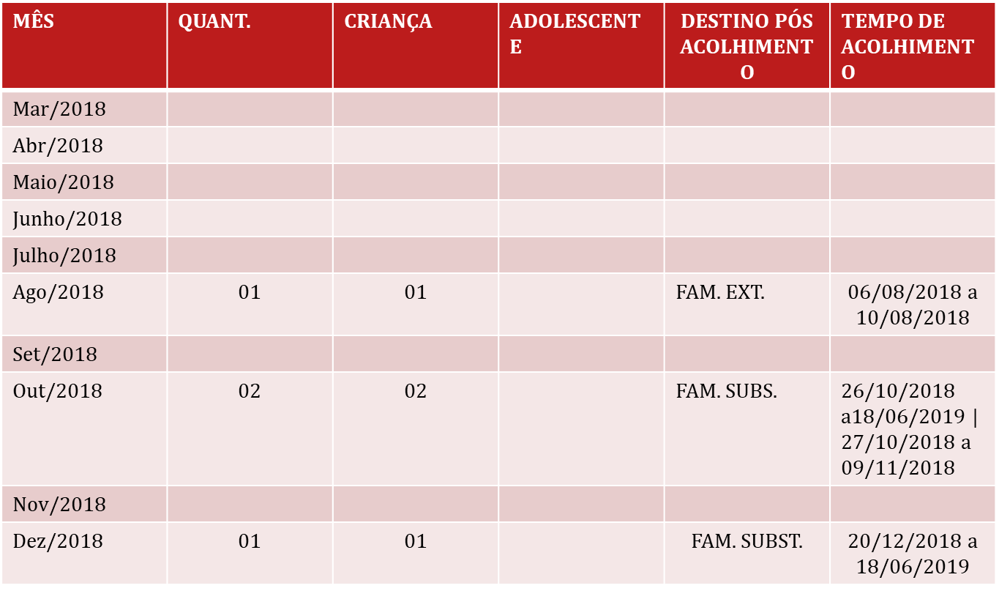 MÊS QUANT. CRIANÇA ADOLESCENT
E DESTINO PÓS
ACOLHIMENT
O TEMPO DE
ACOLHIMENT
O
Mar/2018
Abr/2018
Maio/2018
Junho/2018
Julho/2018
Ago/2018 01 01 FAM. EXT. 06/08/2018 a
10/08/2018
Set/2018
Out/2018 02 02 FAM. SUBS. 26/10/2018
a18/06/2019 |
27/10/2018 a
09/11/2018
Nov/2018
Dez/2018 01 01 FAM. SUBST. 20/12/2018 a
18/06/2019